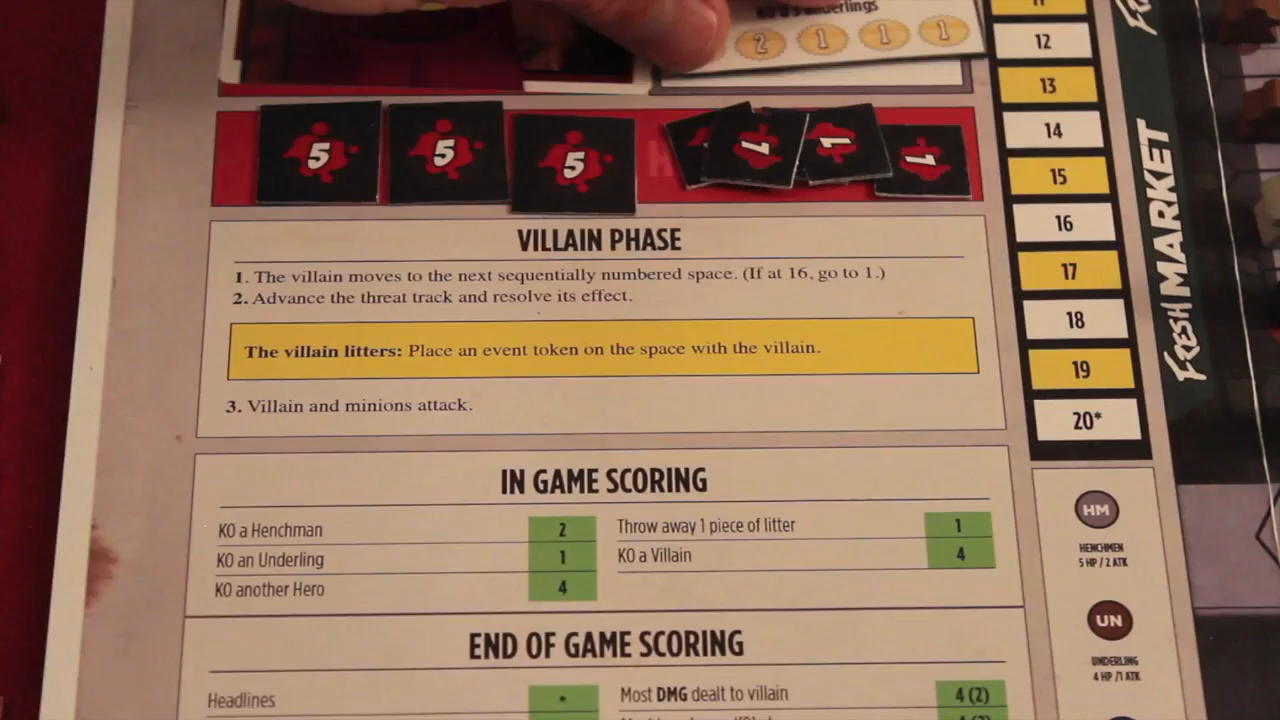 2 1 1 1
5 5 5 1 1 1
VILLAIN PHASE
1. The villain moves to the next sequentially numbered space. (If at 16, go to 1.)
2. Advance the threat track and resolve its effect.
The villain litters: Place an event token on the space with the villain.
3. Villain and minions attack.
IN GAME SCORING
KO a Henchman 2
KO an Underling 1
KO another Hero 4
Throw away 1 piece of litter 1
KO a Villain 4
END OF GAME SCORING
Headlines *
Most DMG dealt to villain 4 (2)
12
13
14
15
16
17
18
19
20*
HM
HENCHMEN
5 HP / 2 ATK
UN
UNDERLING
4 HP /1 ATK
FRESH MARKET